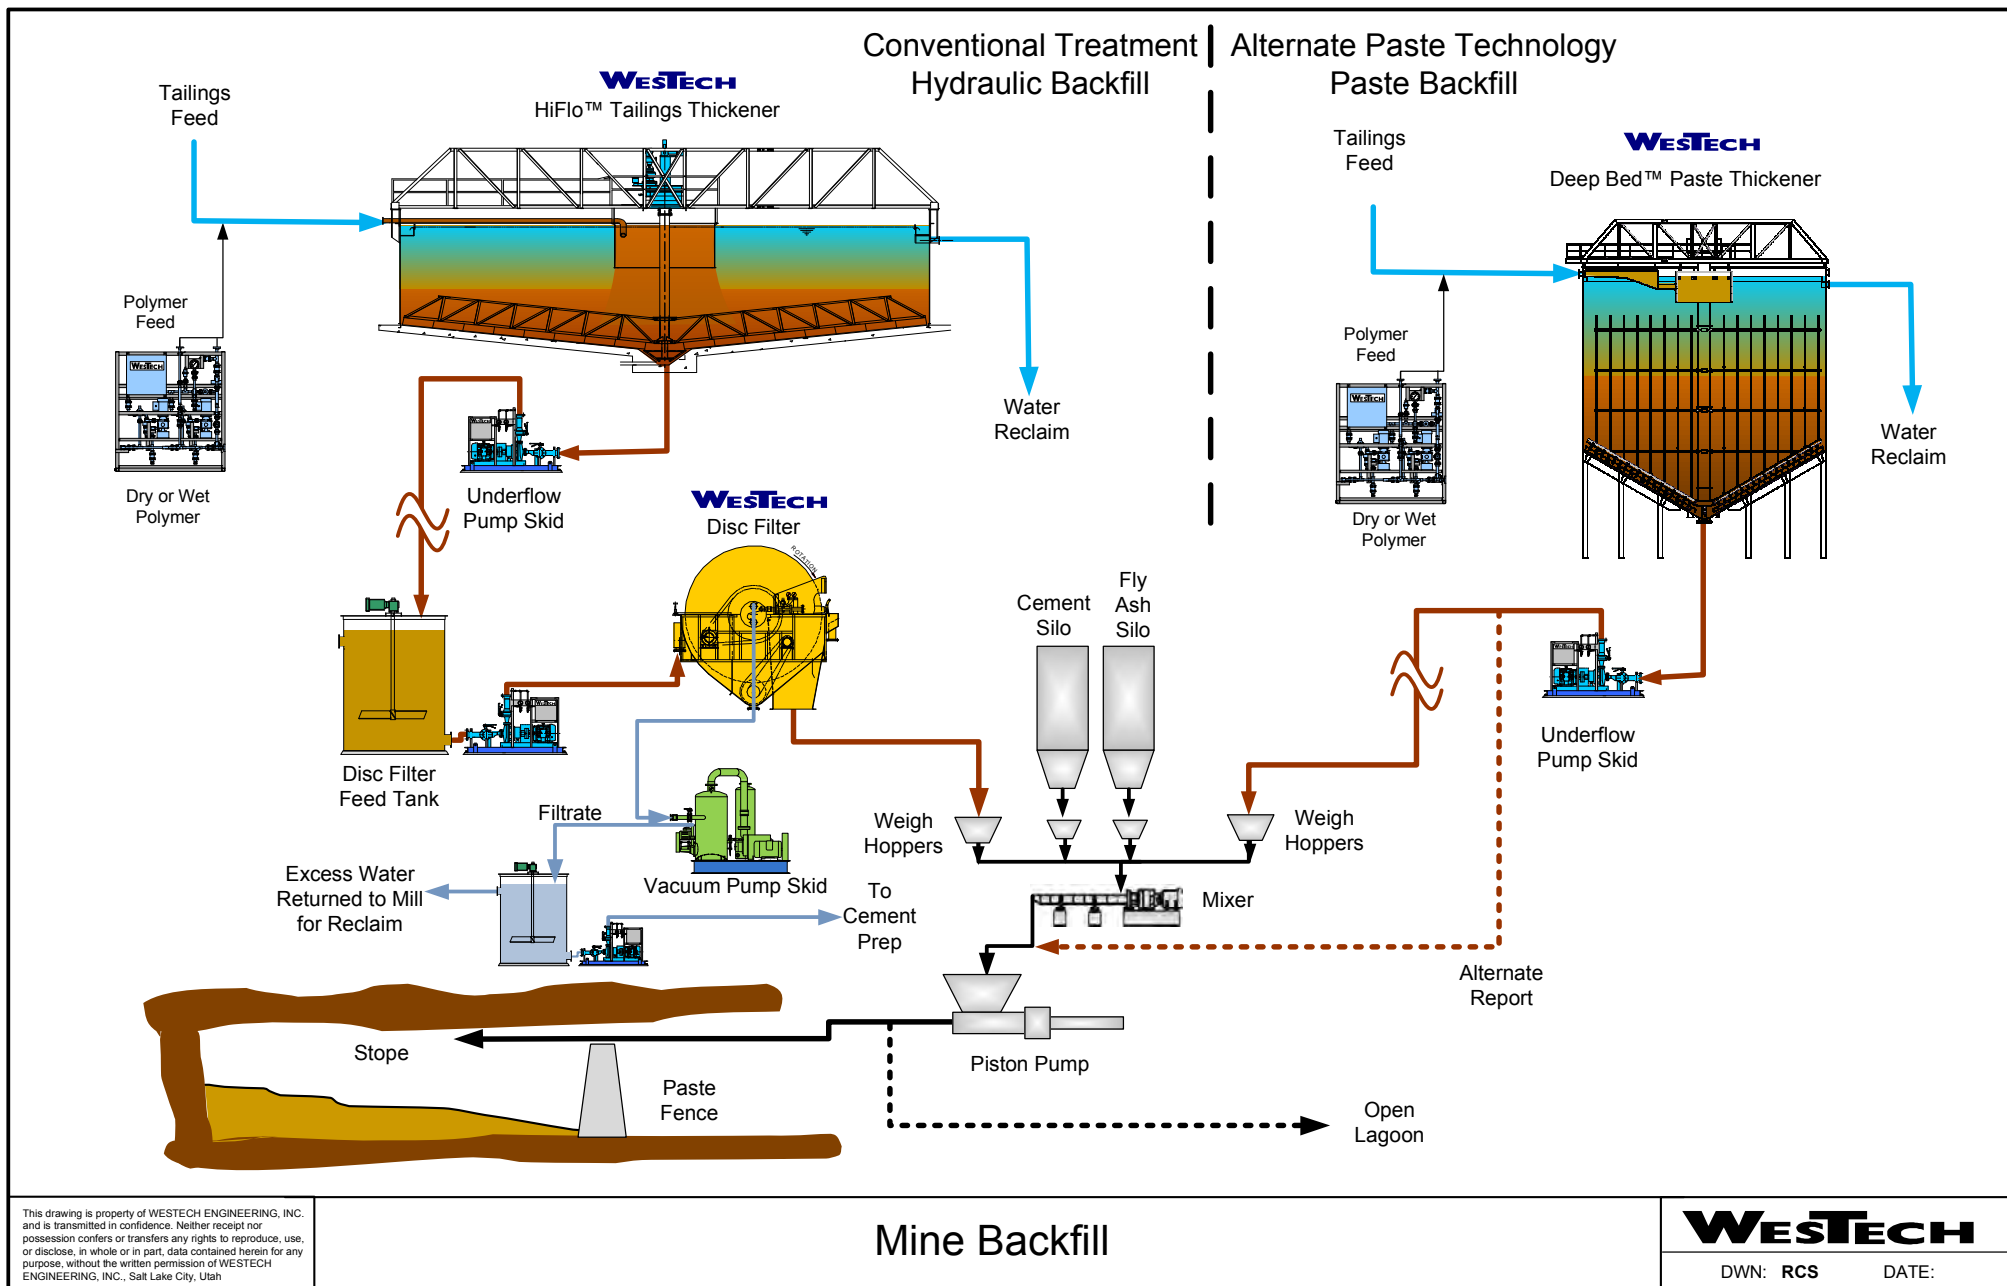 Conventional Treatment
Hydraulic Backfill
Alternate Paste Technology
Paste Backfill
WESTECH
HiFlo™ Tailings Thickener
Tailings
Feed
Polymer
Feed
WESTECH
Dry or Wet
Polymer
Water
Reclaim
Underflow
Pump Skid
WESTECH
Disc Filter
ROTATION
Disc Filter
Feed Tank
Filtrate
Vacuum Pump Skid
Excess Water
Returned to Mill
for Reclaim
To
Cement
Prep
Tailings
Feed
WESTECH
Deep Bed™ Paste Thickener
Polymer
Feed
WESTECH
Dry or Wet
Polymer
Water
Reclaim
Underflow
Pump Skid
Cement
Silo
Fly
Ash
Silo
Weigh
Hoppers
Weigh
Hoppers
Mixer
Alternate
Report
Piston Pump
Stope
Paste
Fence
Open
Lagoon
This drawing is property of WESTECH ENGINEERING, INC.
and is transmitted in confidence. Neither receipt nor
possession confers or transfers any rights to reproduce, use,
or disclose, in whole or in part, data contained herein for any
purpose, without the written permission of WESTECH
ENGINEERING, INC., Salt Lake City, Utah
Mine Backfill
WESTECH
DWN: RCS DATE: